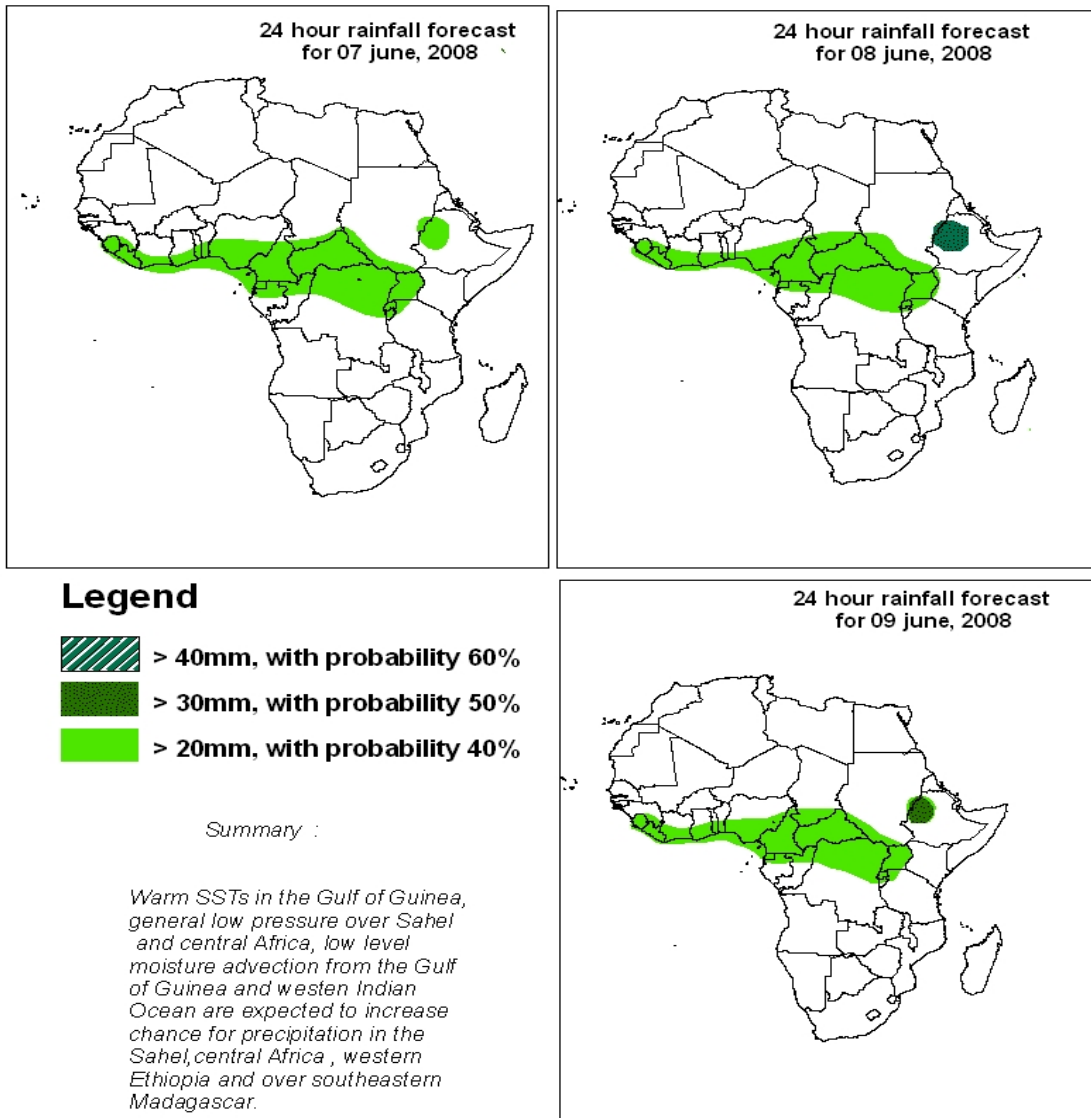 24 hour rainfall forecast
for 07 june, 2008
24 hour rainfall forecast
for 08 june, 2008
Legend
> 40mm, with probability 60%
> 30mm, with probability 50%
> 20mm, with probability 40%
Summary :
Warm SSTs in the Gulf of Guinea,
general low pressure over Sahel
and central Africa, low level
moisture advection from the Gulf
of Guinea and westen Indian
Ocean are expected to increase
chance for precipitation in the
Sahel,central Africa , western
Ethiopia and over southeastern
Madagascar.
24 hour rainfall forecast
for 09 june, 2008